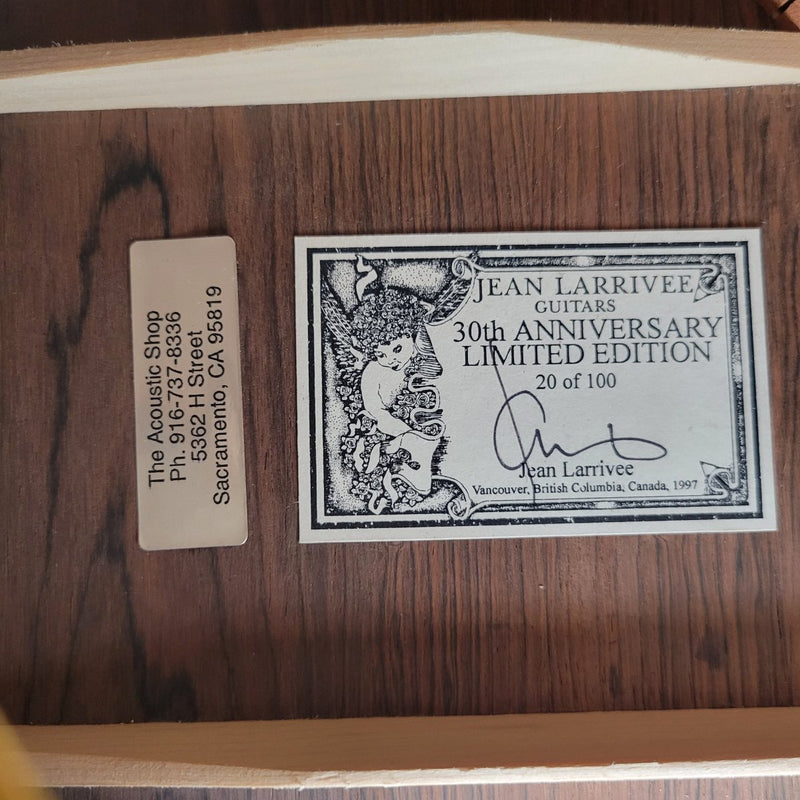 The Acoustic Shop
Ph. 916-737-8336
5362 H Street
Sacramento, CA 95819
JEAN LARRIVEE
GUITARS
30th ANNIVERSARY
LIMITED EDITION
20 of 100
Jean Larrivee
Vancouver, British Columbia, Canada, 1997